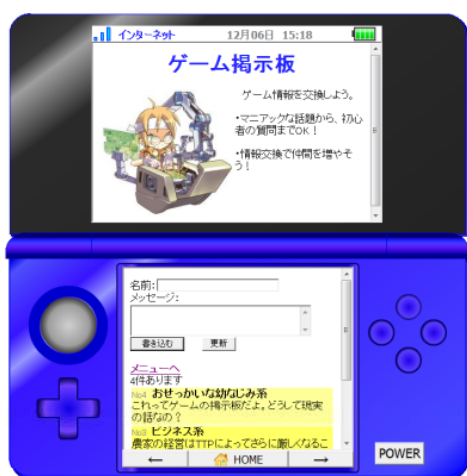 インターネット 12月06日 15:18
ゲーム掲示板
ゲーム情報を交換しよう。
・マニアックな話題から、初心
者の質問までOK！
・情報交換で仲間を増やそ
う！
名前:
メッセージ:
書き込む 更新
メニューへ
4件あります
No4 おせっかいな幼なじみ系
これってゲームの掲示板だよ。どうして現実
の話なの？
No3 ビジネス系
農家の経営はTTPによってさらに厳しくなるこ
← HOME →
POWER